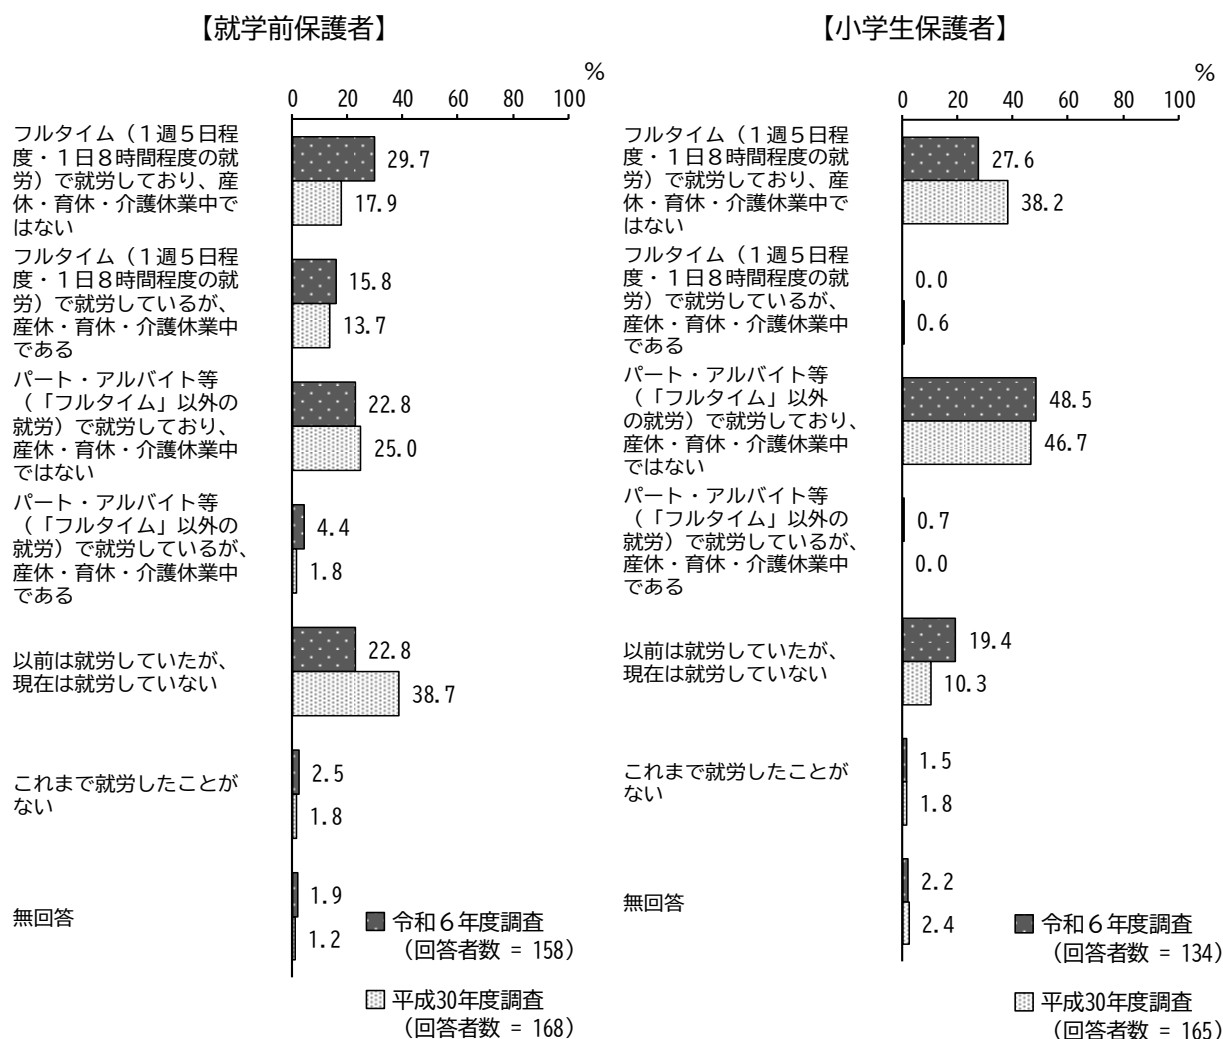 【就学前保護者】
%
0 20 40 60 80 100
フルタイム（１週５日程
度・１日８時間程度の就
労）で就労しており、産
休・育休・介護休業中で
はない
29.7
17.9
フルタイム（１週５日程
度・１日８時間程度の就
労）で就労しているが、
産休・育休・介護休業中
である
15.8
13.7
パート・アルバイト等
（「フルタイム」以外の
就労）で就労しており、
産休・育休・介護休業中
ではない
22.8
25.0
パート・アルバイト等
（「フルタイム」以外の
就労）で就労しているが、
産休・育休・介護休業中
である
4.4
1.8
以前は就労していたが、
現在は就労していない
22.8
38.7
これまで就労したことが
ない
2.5
1.8
無回答
1.9
1.2
令和６年度調査
（回答者数 = 158）
平成30年度調査
（回答者数 = 168）
【小学生保護者】
%
0 20 40 60 80 100
フルタイム（１週５日程
度・１日８時間程度の就
労）で就労しており、産
休・育休・介護休業中で
はない
27.6
38.2
フルタイム（１週５日程
度・１日８時間程度の就
労）で就労しているが、
産休・育休・介護休業中
である
0.0
0.6
パート・アルバイト等
（「フルタイム」以外
の就労）で就労しており、
産休・育休・介護休業中
ではない
48.5
46.7
パート・アルバイト等
（「フルタイム」以外の
就労）で就労しているが、
産休・育休・介護休業中
である
0.7
0.0
以前は就労していたが、
現在は就労していない
19.4
10.3
これまで就労したことが
ない
1.5
1.8
無回答
2.2
2.4
令和６年度調査
（回答者数 = 134）
平成30年度調査
（回答者数 = 165）